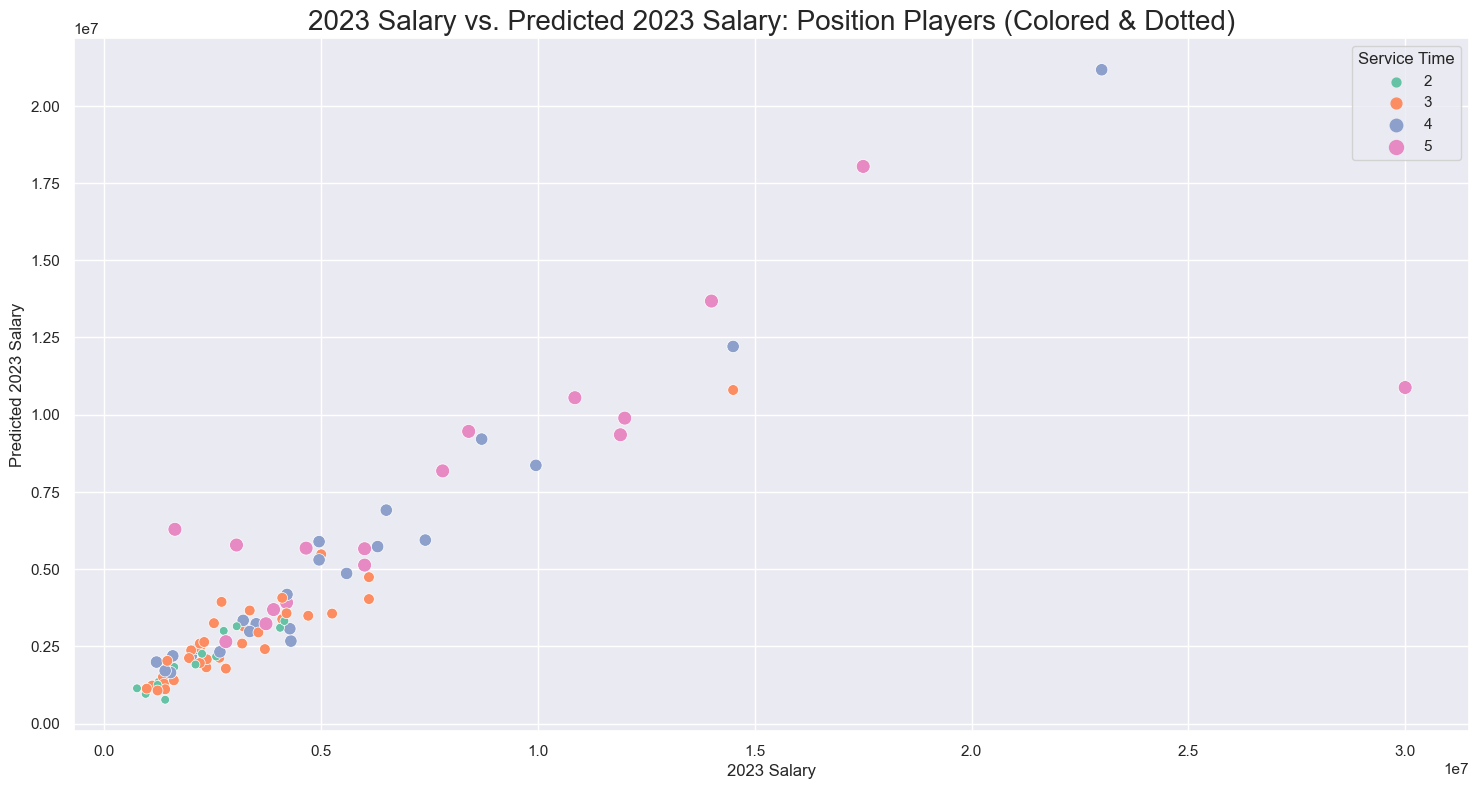 2023 Salary vs. Predicted 2023 Salary: Position Players (Colored & Dotted)
1e7
Service Time
2
3
4
5
2.00
1.75
1.50
1.25
1.00
0.75
0.50
0.25
0.00
Predicted 2023 Salary
0.0 0.5 1.0 1.5 2.0 2.5 3.0
2023 Salary
1e7